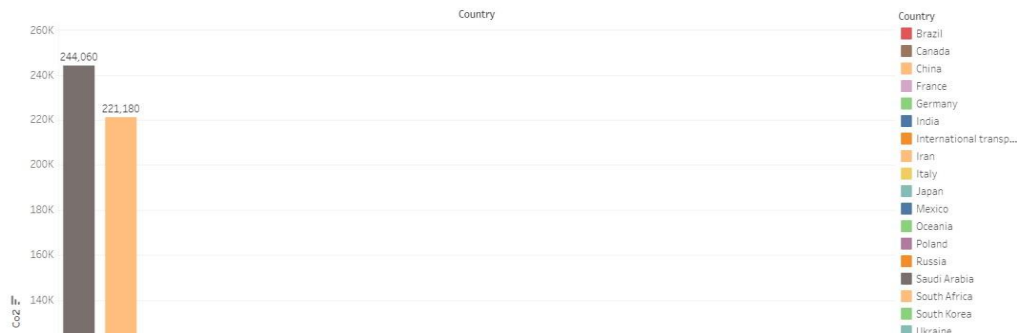 Country
260K
244,060
240K
221,180
220K
200K
180K
160K
140K
Co2
Country
Brazil
Canada
China
France
Germany
India
International transp...
Iran
Italy
Japan
Mexico
Oceania
Poland
Russia
Saudi Arabia
South Africa
South Korea
Ukraine